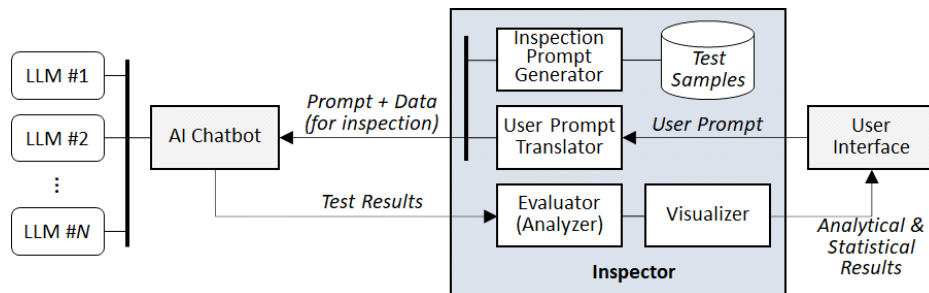 LLM #1
LLM #2
⋮
LLM #N
AI Chatbot
Prompt + Data
(for inspection)
Test Results
Inspection
Prompt
Generator
Test
Samples
User Prompt
Translator
User Prompt
Evaluator
(Analyzer)
Visualizer
Inspector
User
Interface
Analytical &
Statistical
Results